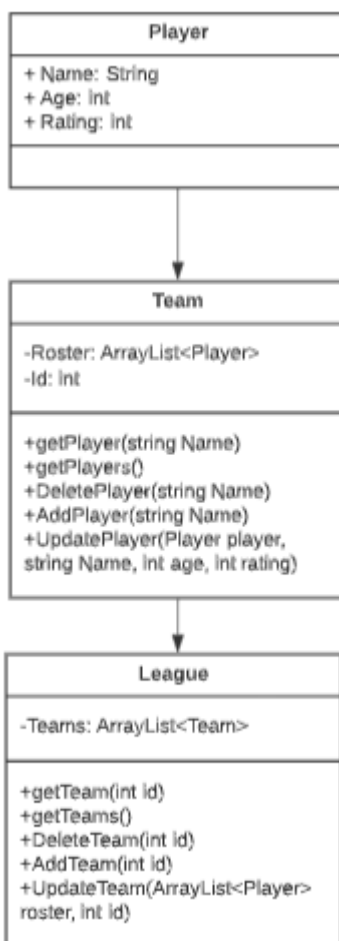 Player
+ Name: String
+ Age: int
+ Rating: int
Team
-Roster: ArrayList<Player>
-Id: int
+getPlayer(string Name)
+getPlayers()
+DeletePlayer(string Name)
+AddPlayer(string Name)
+UpdatePlayer(Player player,
string Name, int age, int rating)
League
-Teams: ArrayList<Team>
+getTeam(int id)
+getTeams()
+DeleteTeam(int id)
+AddTeam(int id)
+UpdateTeam(ArrayList<Player>
roster, int id)